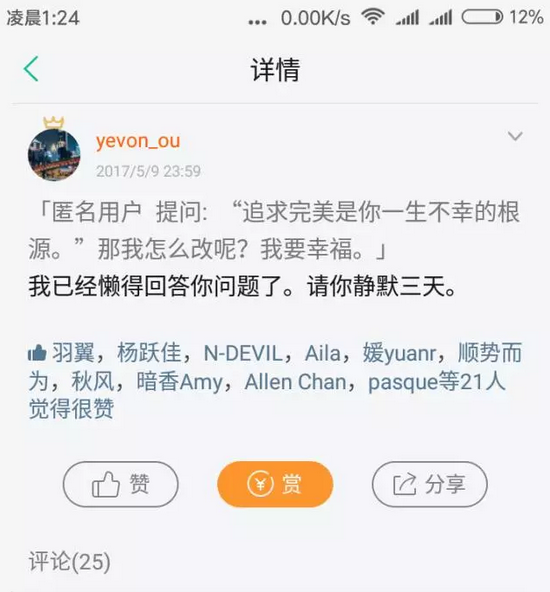 凌晨1:24 ... 0.00K/s 12%
详情
yevon_ou
2017/5/9 23:59
「匿名用户 提问：“追求完美是你一生不幸的根
源。”那我怎么改呢？我要幸福。」
我已经懒得回答你问题了。请你静默三天。
羽翼，杨跃佳，N-DEVIL，Aila，媛yuanr，顺势而
为，秋风，暗香Amy，Allen Chan，pasque等21人
觉得很赞
赞 赏 分享
评论(25)